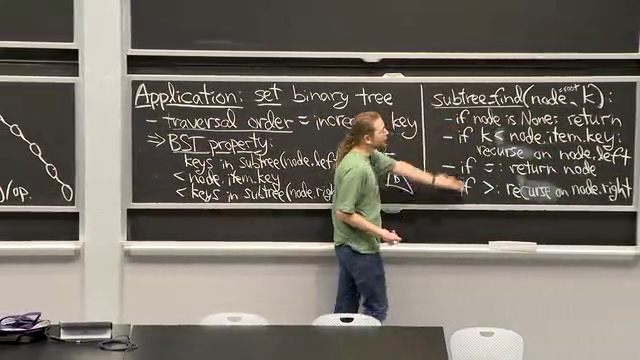 Application: set binary tree
- traversal order = key
⇒ BST property:
keys in subtree(node.left
< node.item.key
< keys in subtree(node.righ
/op.
subtree_find(node, k):
root
- if node is None: return
- if k < node.item.key:
recurse on node.left
- if = : return node
if > : recurse on node.right